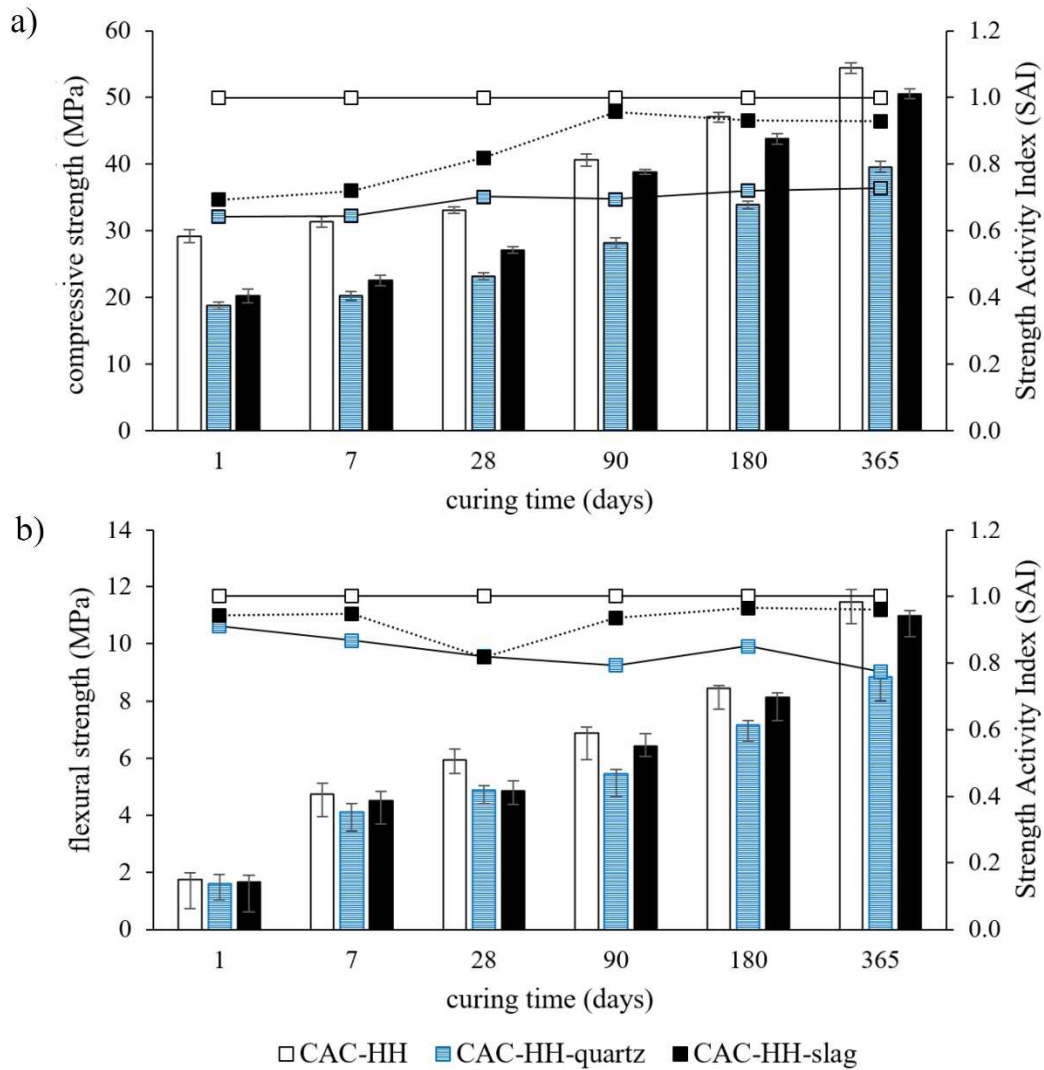 a)
60
50
40
30
20
10
0
compressive strength (MPa)
1.2
1.0
0.8
0.6
0.4
0.2
0.0
Strength Activity Index (SAI)
1 7 28 90 180 365
curing time (days)
b)
14
12
10
8
6
4
2
0
flexural strength (MPa)
1.2
1.0
0.8
0.6
0.4
0.2
0.0
Strength Activity Index (SAI)
1 7 28 90 180 365
curing time (days)
CAC-HH CAC-HH-quartz CAC-HH-slag